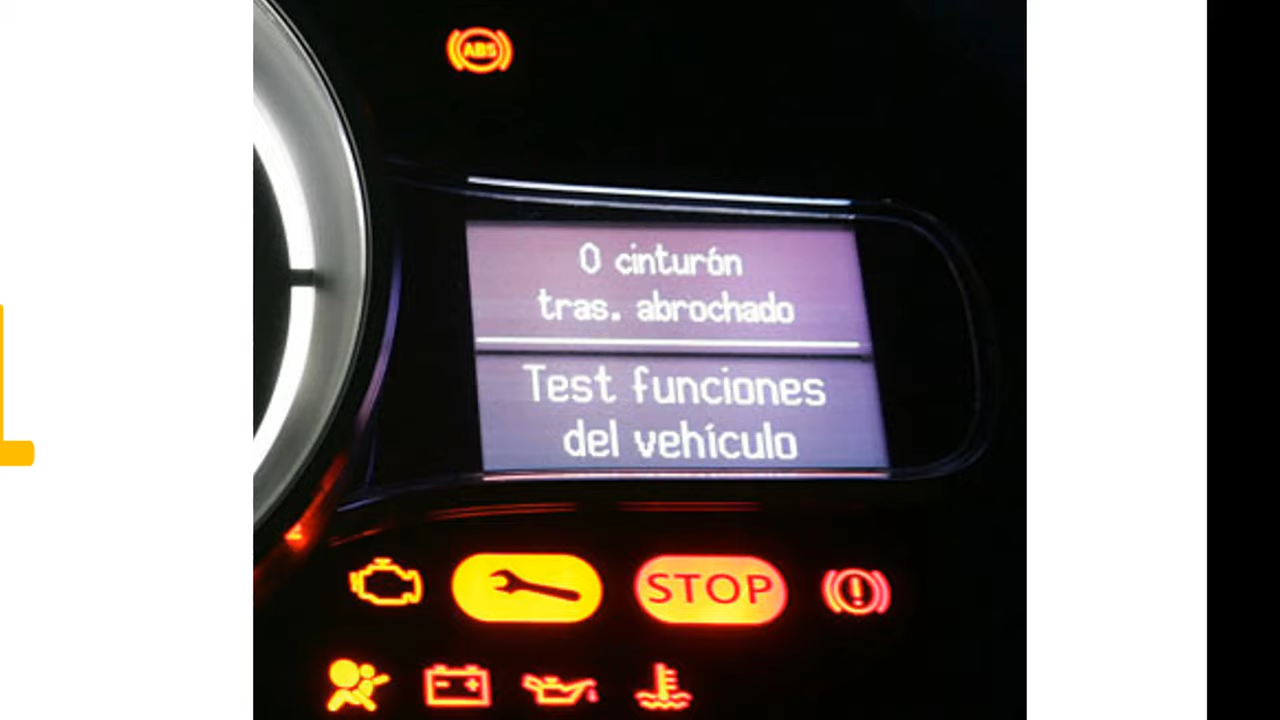 ABS
0 cinturón
tras. abrochado
Test funciones
del vehículo
STOP